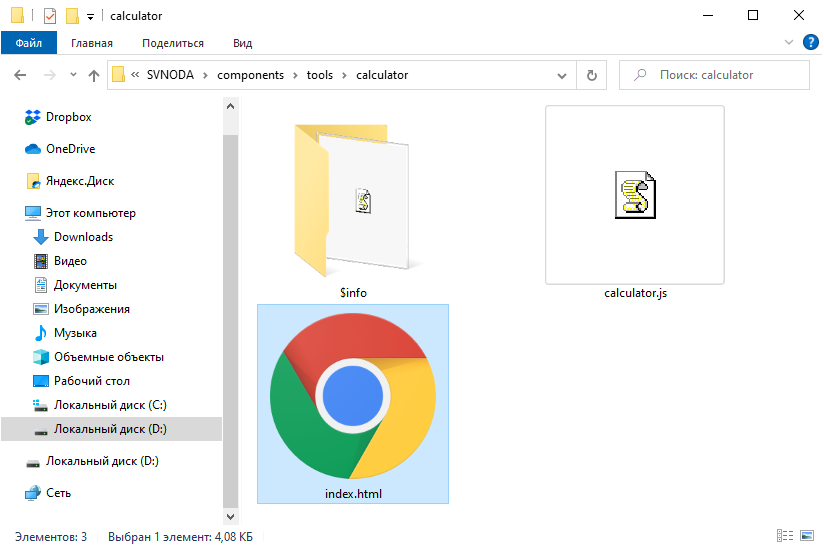 calculator
Файл Главная Поделиться Вид
« SVNODA › components › tools › calculator Поиск: calculator
Dropbox
OneDrive
Яндекс.Диск
Этот компьютер
Downloads
Видео
Документы
Изображения
Музыка
Объемные объекты
Рабочий стол
Локальный диск (C:)
Локальный диск (D:)
Локальный диск (D:)
Сеть
$info
calculator.js
index.html
Элементов: 3 Выбран 1 элемент: 4,08 КБ